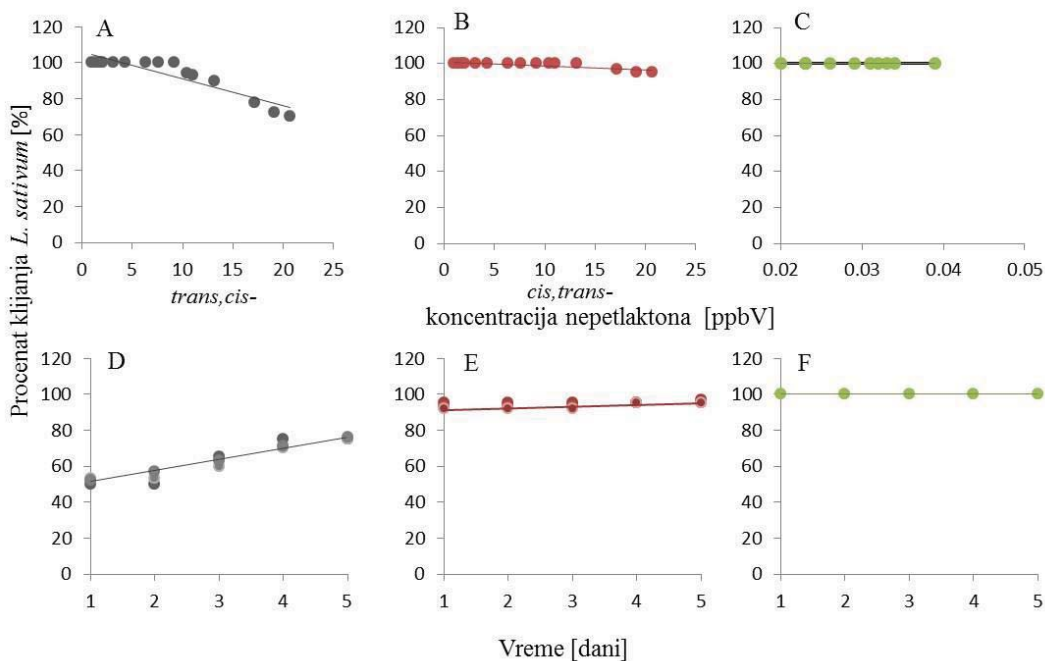 Procenat klijanja L. sativum [%]
A
120
100
80
60
40
20
0
0 5 10 15 20 25
trans,cis-
B
120
100
80
60
40
20
0
0 5 10 15 20 25
cis,trans-
C
120
100
80
60
40
20
0
0.02 0.03 0.04 0.05
koncentracija nepetlaktona [ppbV]
D
120
100
80
60
40
20
0
1 2 3 4 5
E
120
100
80
60
40
20
0
1 2 3 4 5
F
120
100
80
60
40
20
0
1 2 3 4 5
Vreme [dani]